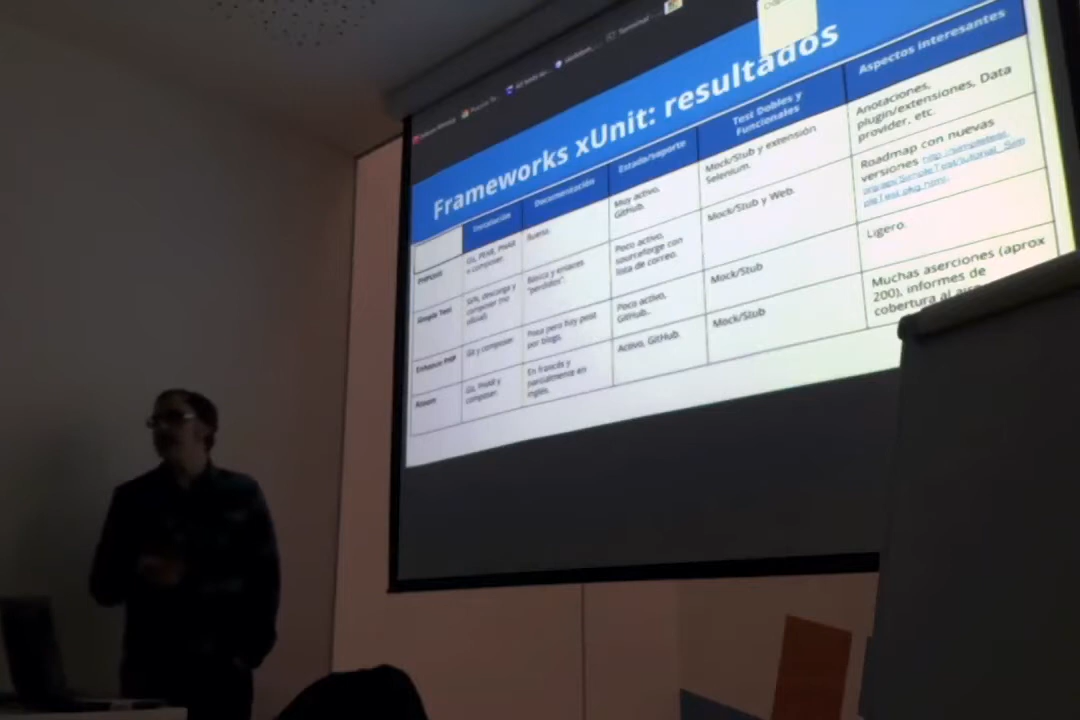 Frameworks xUnit: resultados
Instalación
Documentación
Estado/soporte
Test Dobles y
Funcionales
Aspectos interesantes
PHPUnit
Git, PEAR, PHAR
y composer.
Buena.
Muy activo,
GitHub.
Mock/Stub y extensión
Selenium.
Anotaciones,
plugin/extensiones, Data
provider, etc.
Simple Test
composer (no
oficial)
Básica y enlaces
"perdidos".
Poco activo,
sourceforge con
lista de correo.
Mock/Stub y Web.
Roadmap con nuevas
versiones
Enhance PHP
Git y composer
Poca pero hay post
por blogs.
Poco activo,
GitHub.
Mock/Stub
Ligero.
Atoum
Git, PHAR y
composer.
En francés y
parcialmente en
inglés.
Activo, GitHub.
Mock/Stub
Muchas aserciones (aprox
200), informes de
cobertura al